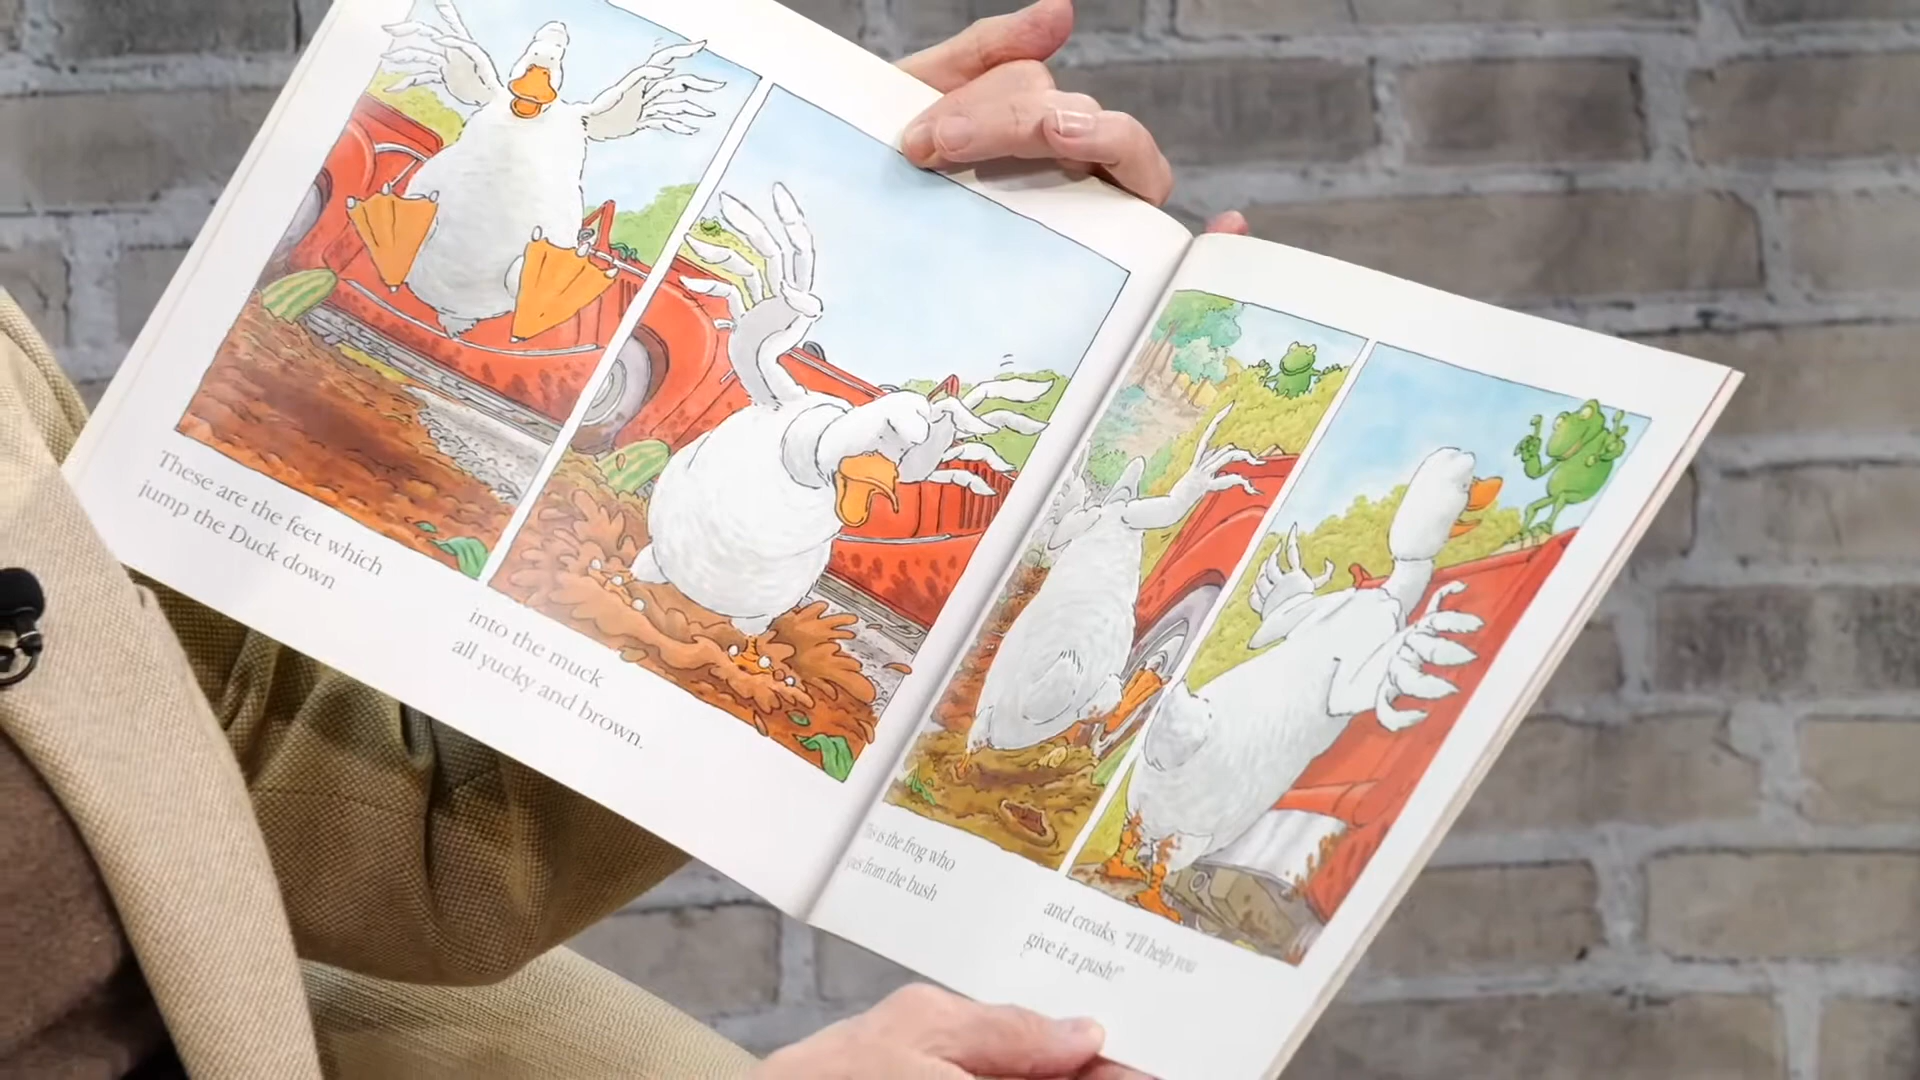 These are the feet which
jump the Duck down
into the muck
all yucky and brown.
is the frog who
from the bush
and croaks, "I'll help you
give it a push!"